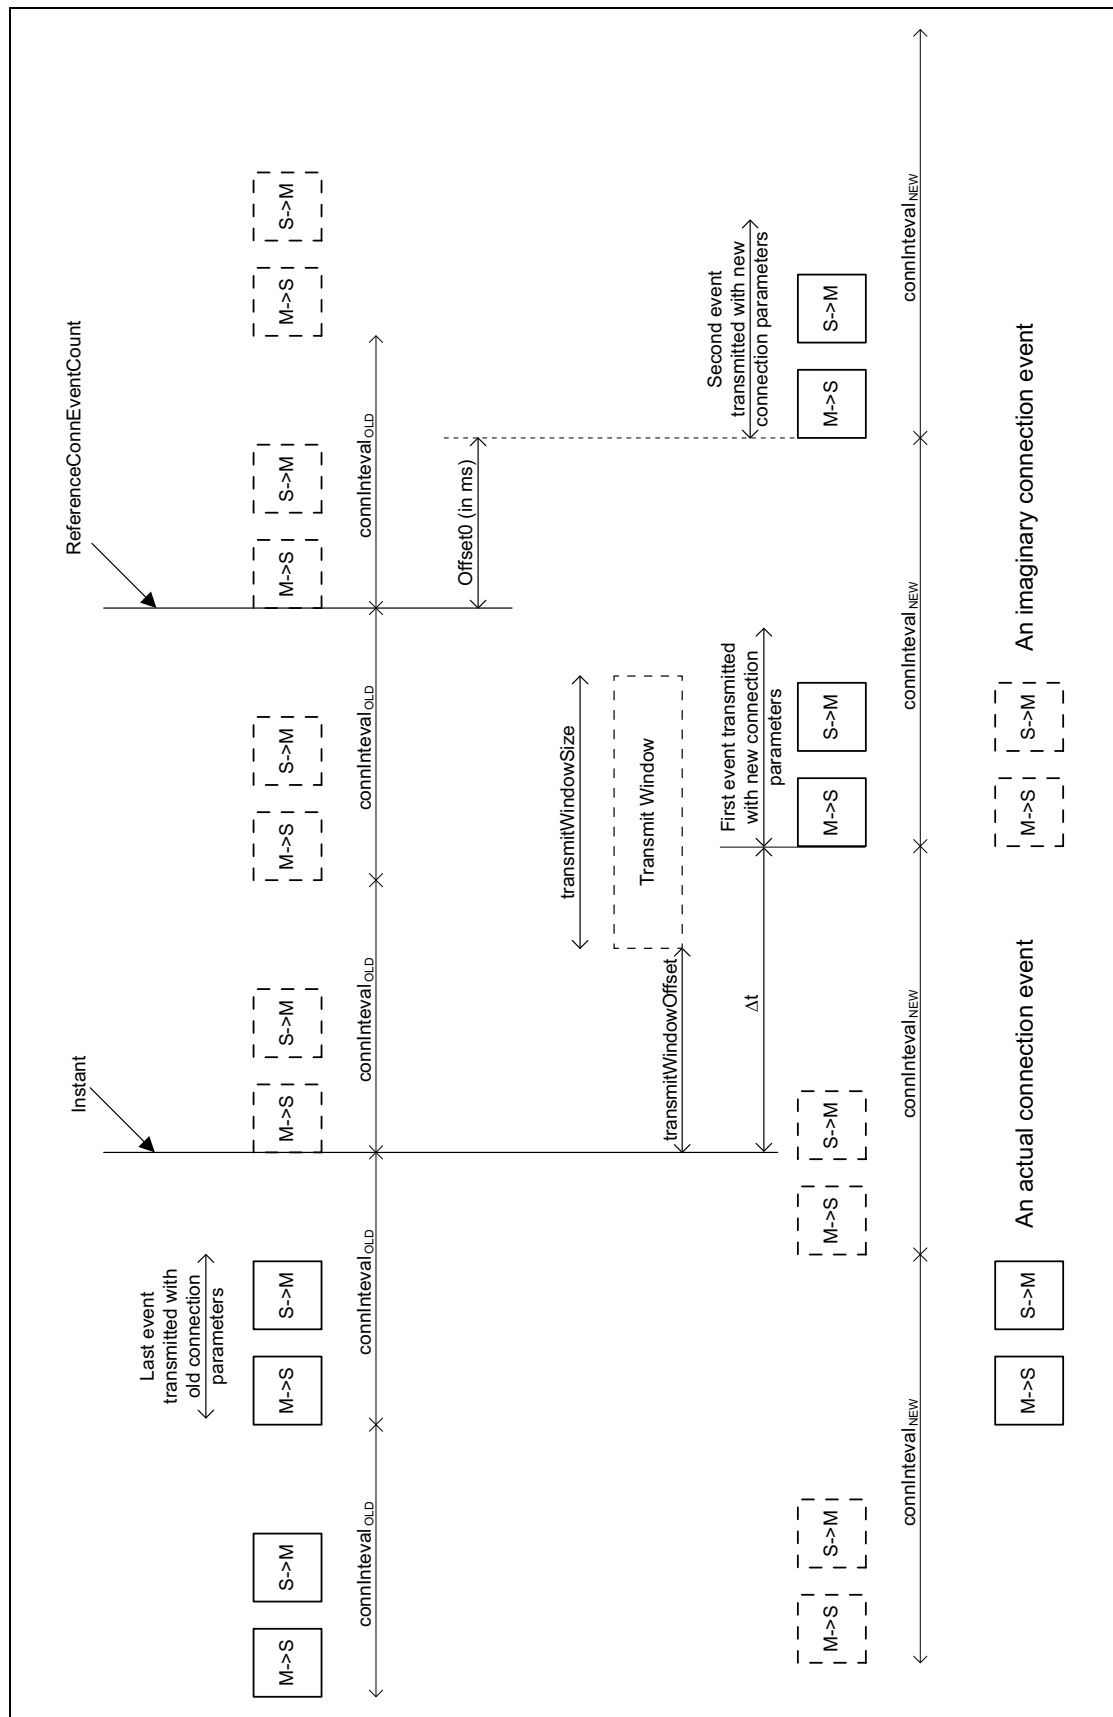 Instant
ReferenceConnEventCount
Last event
transmitted with
old connection
parameters
M->S S->M M->S S->M M->S S->M M->S S->M M->S S->M M->S S->M
connInteval_OLD connInteval_OLD connInteval_OLD connInteval_OLD connInteval_OLD
Offset0 (in ms)
transmitWindowSize
Transmit Window
transmitWindowOffset
Δt
First event transmitted
with new connection
parameters
Second event
transmitted with new
connection parameters
M->S S->M M->S S->M M->S S->M M->S S->M
connInteval_NEW connInteval_NEW connInteval_NEW connInteval_NEW
M->S S->M An actual connection event
M->S S->M An imaginary connection event